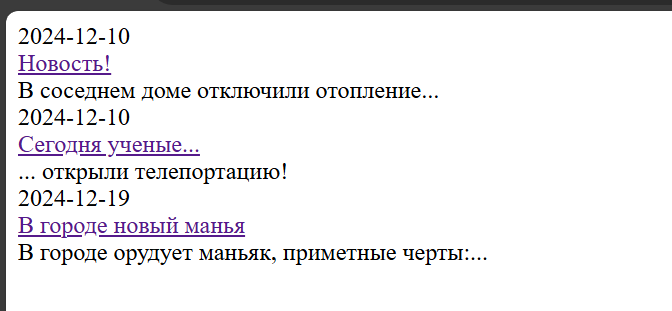 2024-12-10
Новость!
В соседнем доме отключили отопление...
2024-12-10
Сегодня ученые...
... открыли телепортацию!
2024-12-19
В городе новый манья
В городе орудует маньяк, приметные черты:...